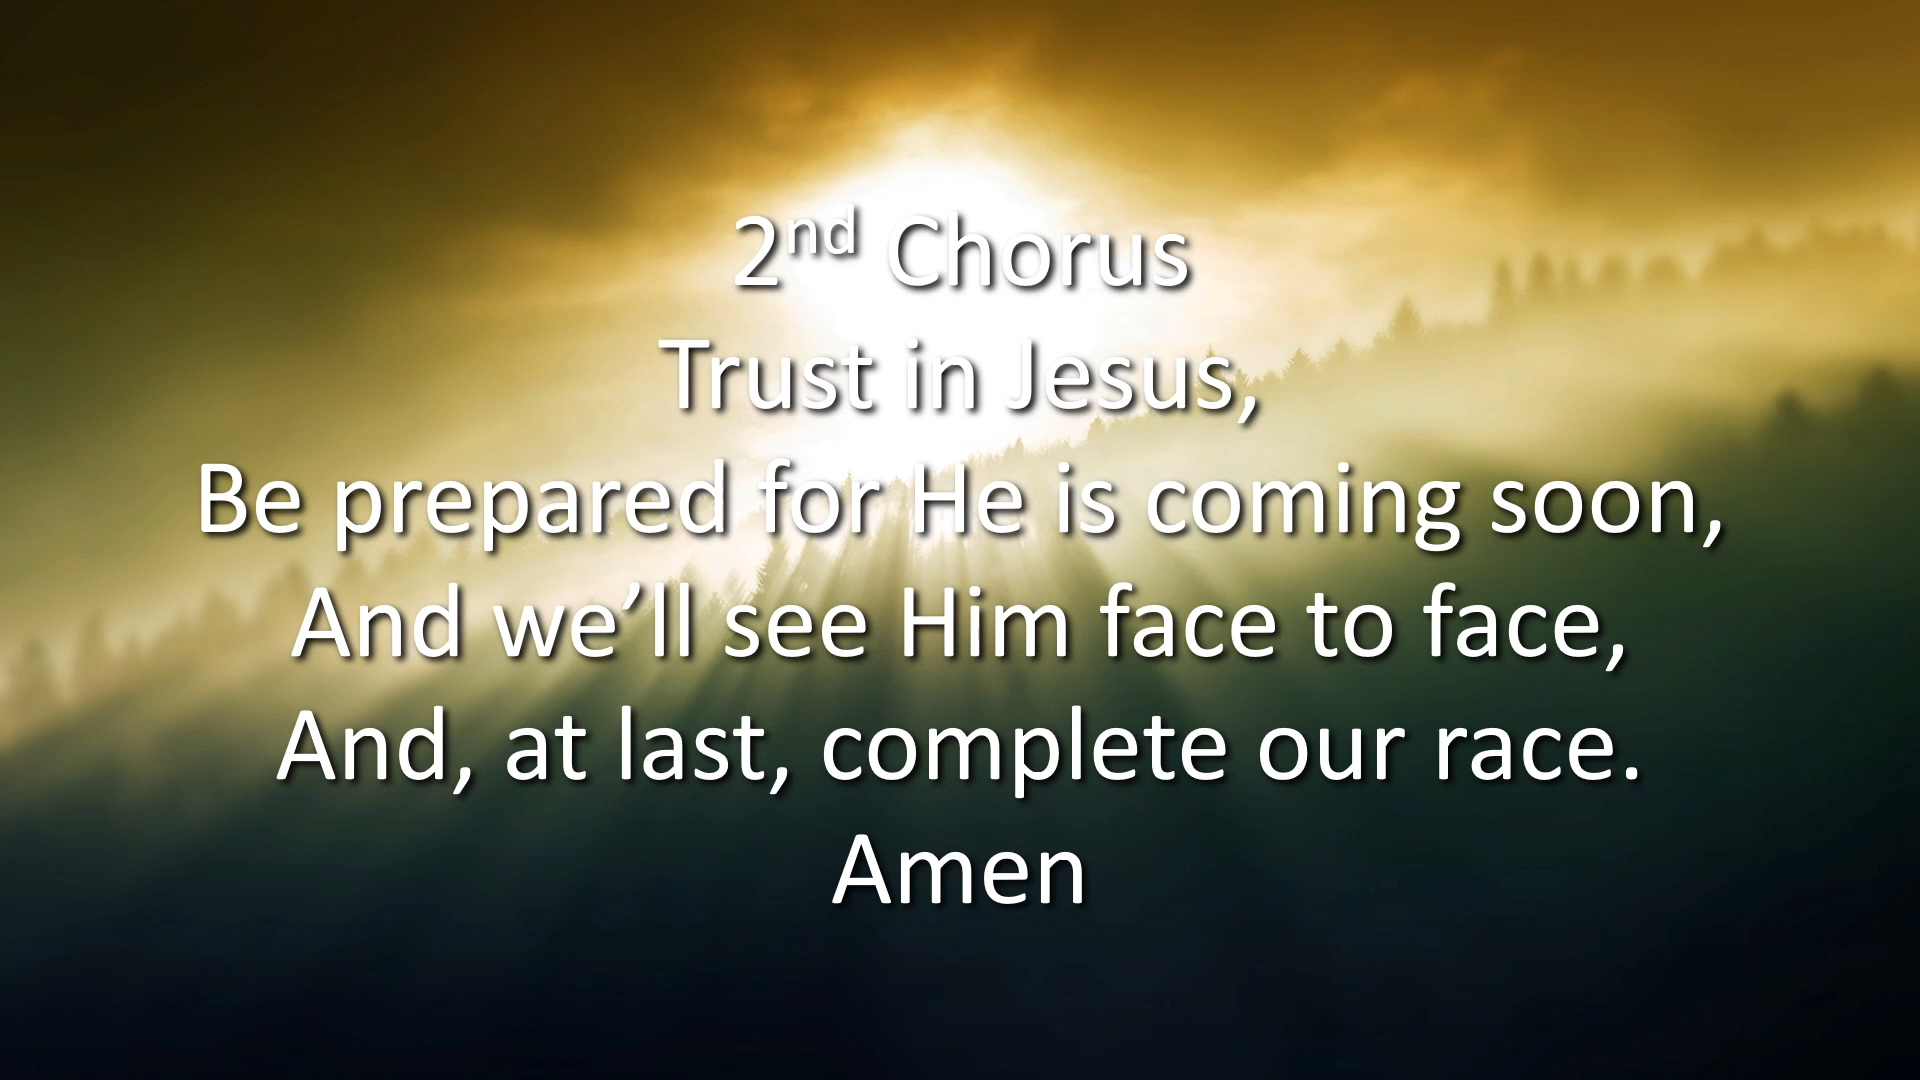 2nd Chorus
Trust in Jesus,
Be prepared for He is coming soon,
And we’ll see Him face to face,
And, at last, complete our race.
Amen